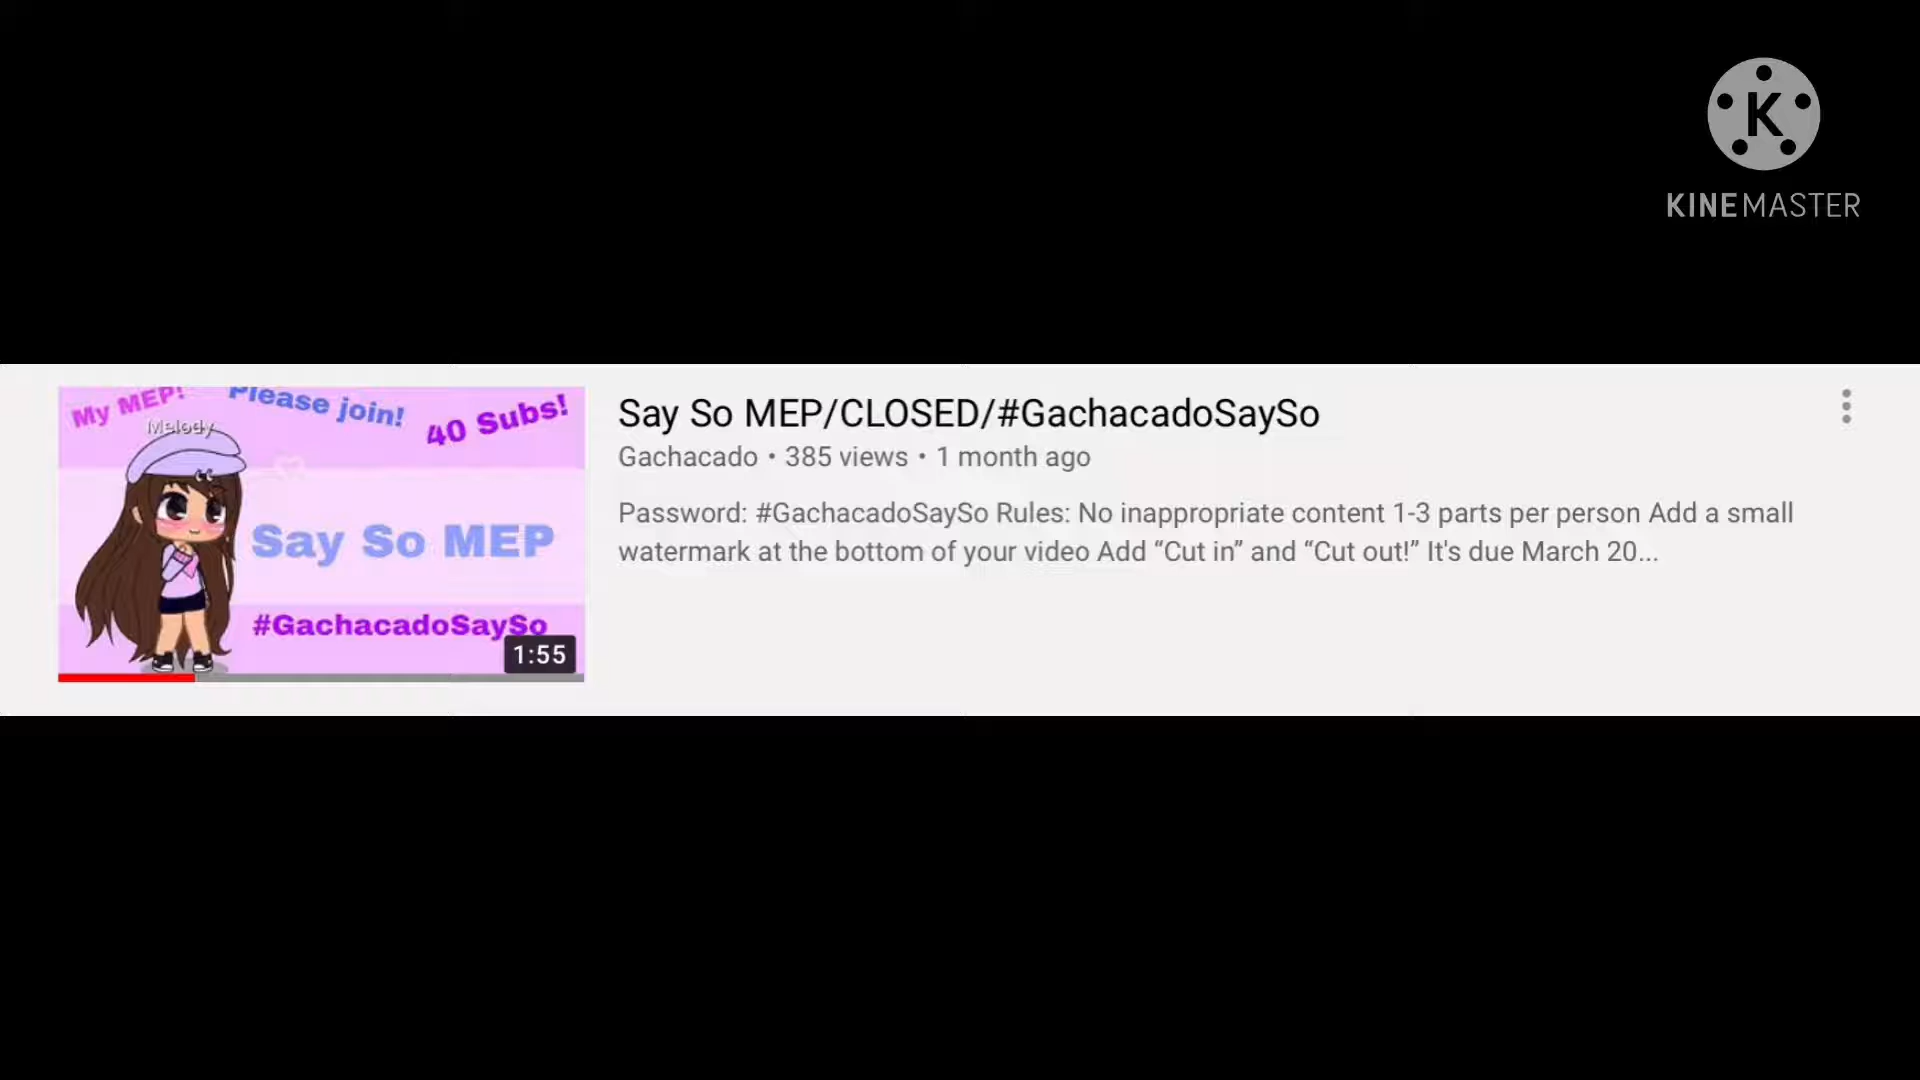 KINEMASTER
My MEP!
Please join!
40 Subs!
Melody
Say So MEP
#GachacadoSaySo
1:55
Say So MEP/CLOSED/#GachacadoSaySo
Gachacado • 385 views • 1 month ago
Password: #GachacadoSaySo Rules: No inappropriate content 1-3 parts per person Add a small
watermark at the bottom of your video Add “Cut in” and “Cut out!” It's due March 20...